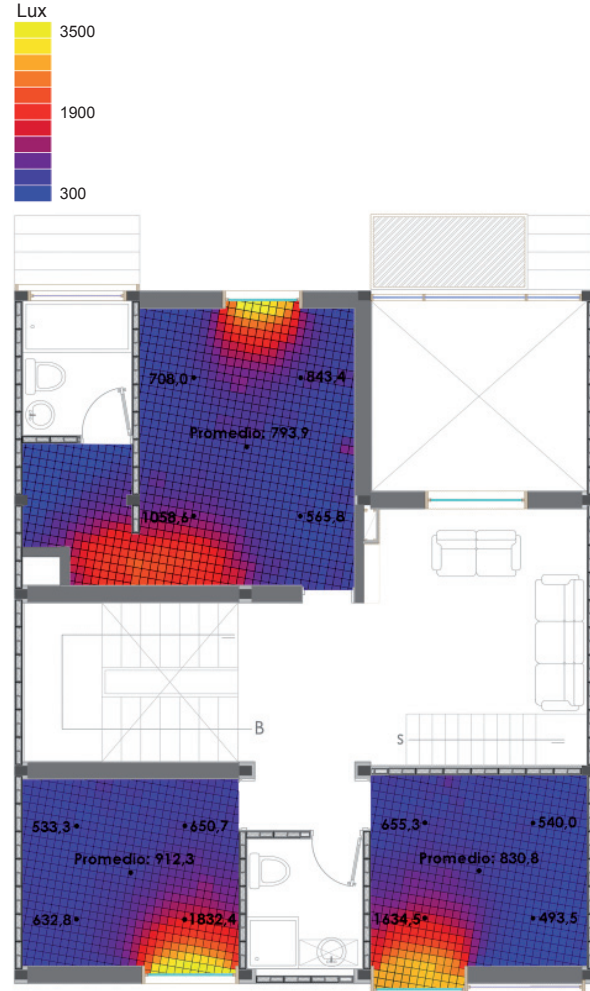 Lux
3500
1900
300
708,0
843,4
Promedio: 793,9
1058,6
565,8
B
S
533,3
650,7
655,3
540,0
Promedio: 912,3
Promedio: 830,8
632,8
1832,4
1634,5
493,5